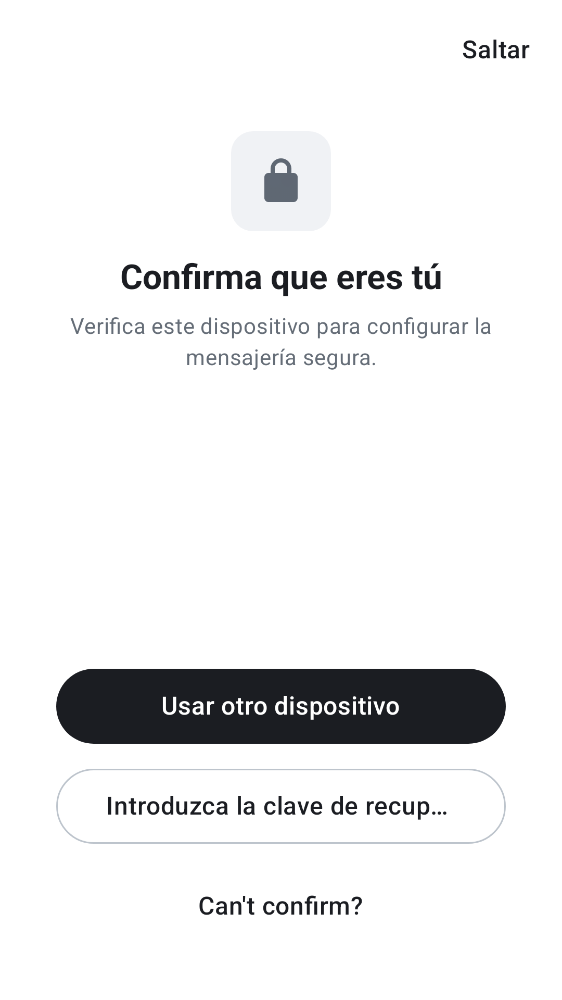 Saltar
Confirma que eres tú
Verifica este dispositivo para configurar la
mensajería segura.
Usar otro dispositivo
Introduzca la clave de recup…
Can't confirm?